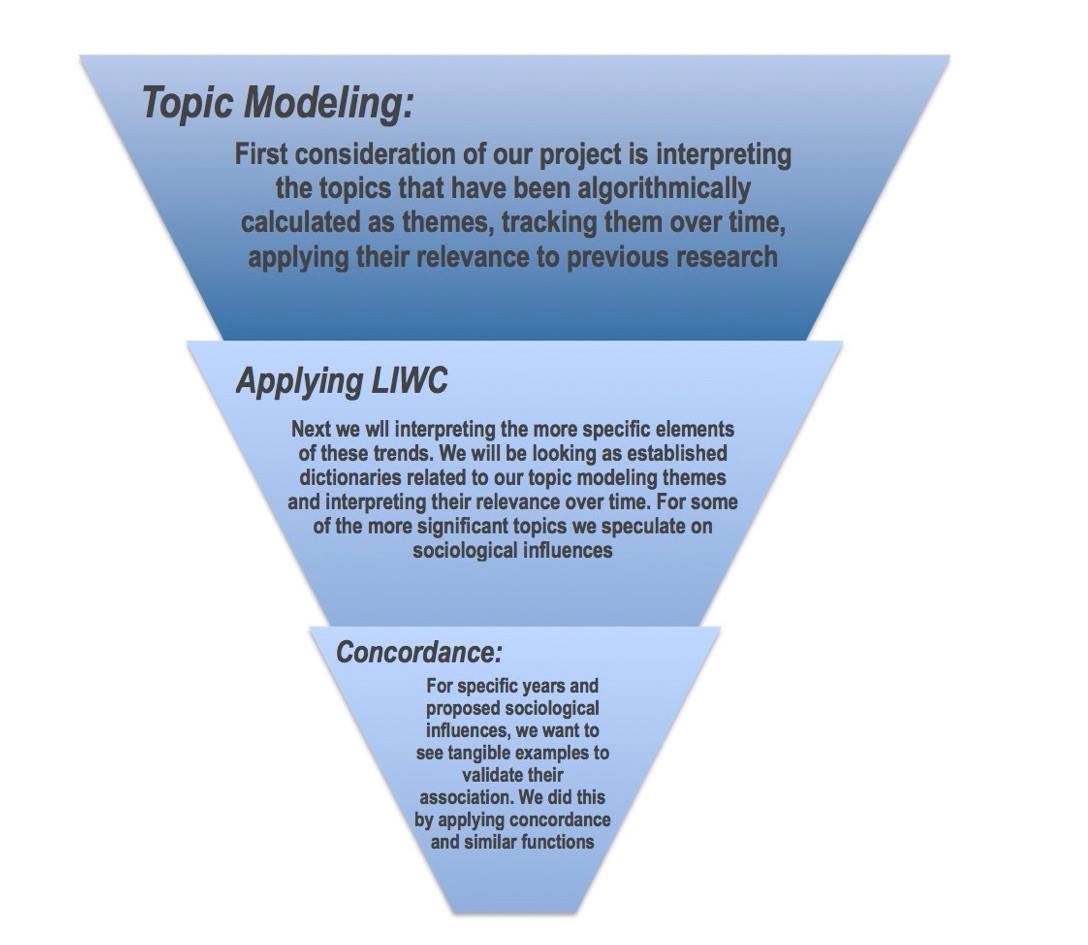 Topic Modeling:
First consideration of our project is interpreting
the topics that have been algorithmically
calculated as themes, tracking them over time,
applying their relevance to previous research
Applying LIWC
Next we wll interpreting the more specific elements
of these trends. We will be looking as established
dictionaries related to our topic modeling themes
and interpreting their relevance over time. For some
of the more significant topics we speculate on
sociological influences
Concordance:
For specific years and
proposed sociological
influences, we want to
see tangible examples to
validate their
association. We did this
by applying concordance
and similar functions